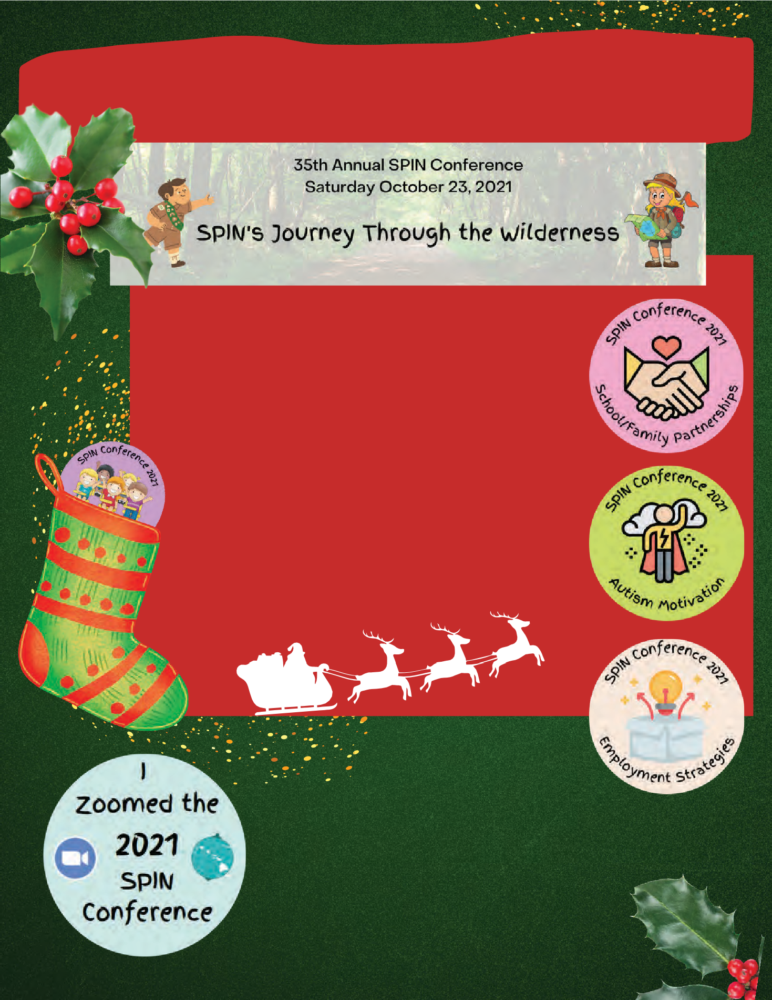 35th Annual SPIN Conference
Saturday October 23, 2021
SPIN's Journey Through the Wilderness
SPIN Conference 2021
School/Family Partnerships
SPIN Conference 2021
SPIN Conference 2021
Autism Motivation
SPIN Conference 2021
Employment Strategies
I
Zoomed the
2021
SPIN
Conference